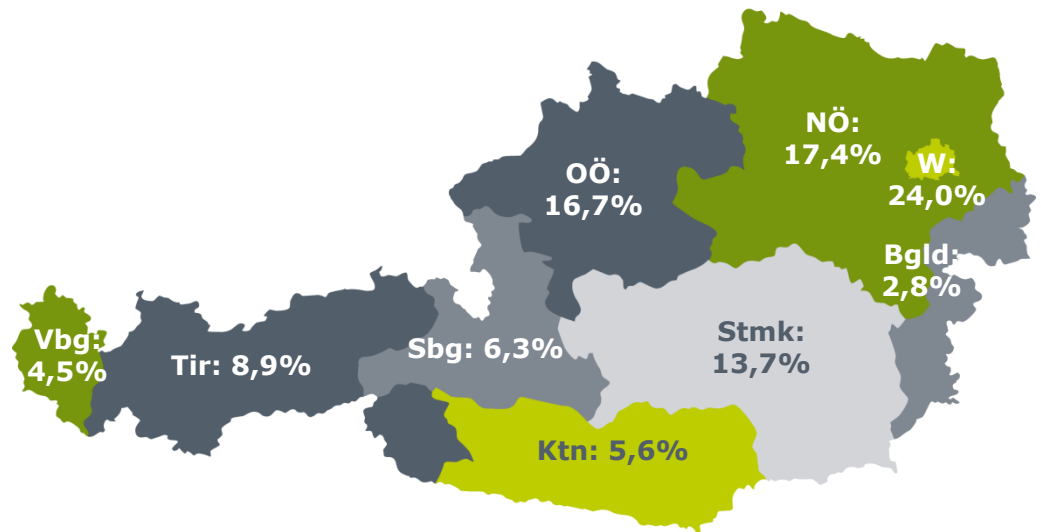 NÖ:
17,4%
W:
24,0%
OÖ:
16,7%
Bgld:
2,8%
Vbg:
4,5%
Tir: 8,9%
Sbg: 6,3%
Stmk:
13,7%
Ktn: 5,6%